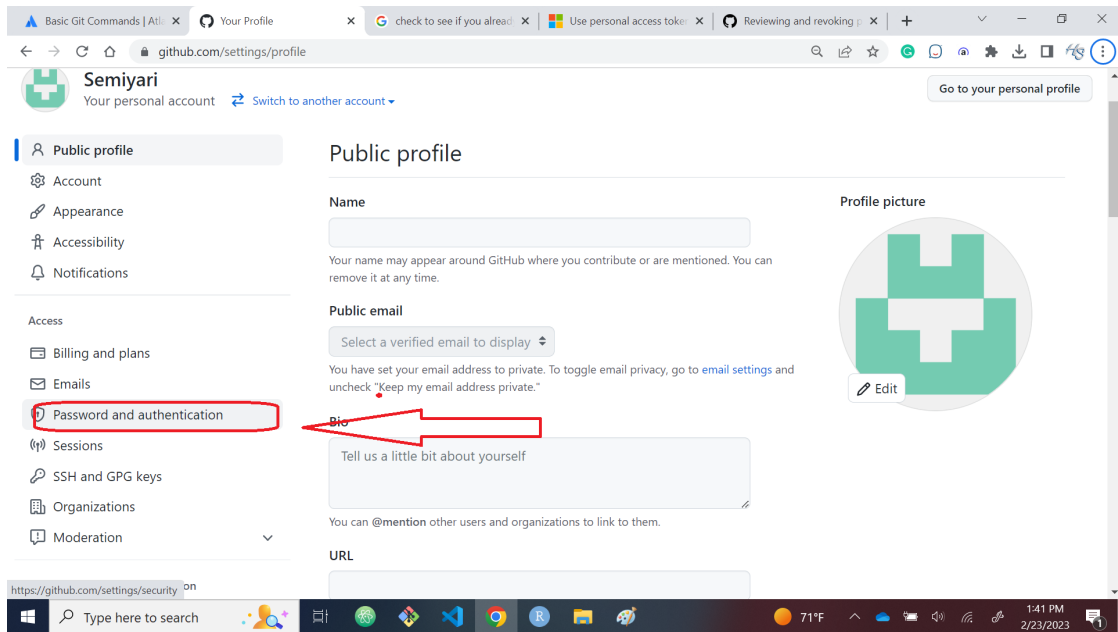 Basic Git Commands | Atl
Your Profile
check to see if you alread
Use personal access token
Reviewing and revoking p
github.com/settings/profile
Semiyari
Your personal account
Switch to another account
Go to your personal profile
Public profile
Account
Appearance
Accessibility
Notifications
Access
Billing and plans
Emails
Password and authentication
Sessions
SSH and GPG keys
Organizations
Moderation
on
https://github.com/settings/security
Public profile
Name
Your name may appear around GitHub where you contribute or are mentioned. You can
remove it at any time.
Public email
Select a verified email to display
You have set your email address to private. To toggle email privacy, go to email settings and
uncheck "Keep my email address private."
Bio
Tell us a little bit about yourself
You can @mention other users and organizations to link to them.
URL
Profile picture
Edit
Type here to search
R
71°F
1:41 PM
2/23/2023
1